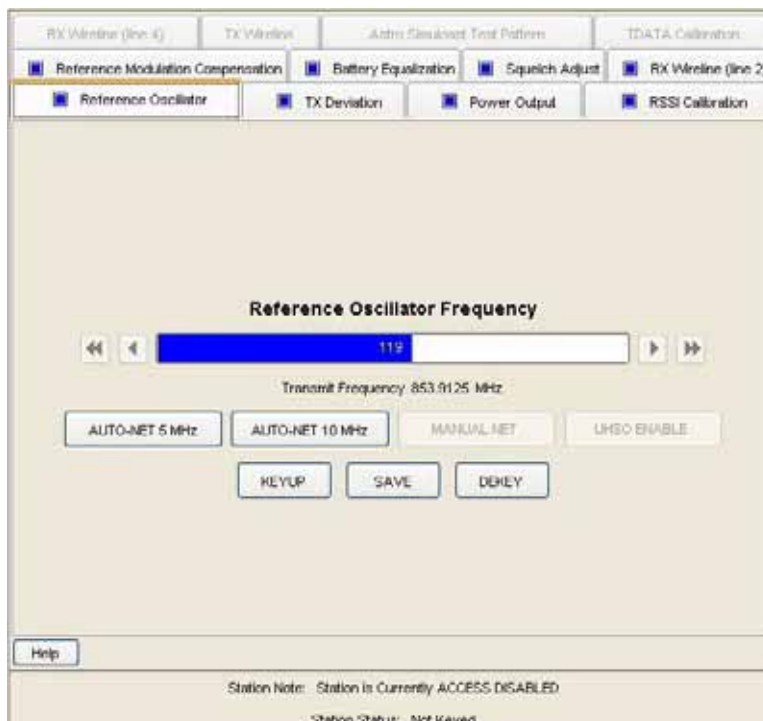 RX Wireline (line 4) TX Wireline Astro Simulcast Test Pattern TDATA Calibration
Reference Modulation Compensation Battery Equalization Squelch Adjust RX Wireline (line 2
Reference Oscillator TX Deviation Power Output RSSI Calibration
Reference Oscillator Frequency
119
Transmit Frequency 853.9125 MHz
AUTO-NET 5 MHz AUTO-NET 10 MHz MANUAL NET UHSO ENABLE
KEYUP SAVE DEKEY
Help
Station Note: Station is Currently ACCESS DISABLED
Station Status: Not Keyed